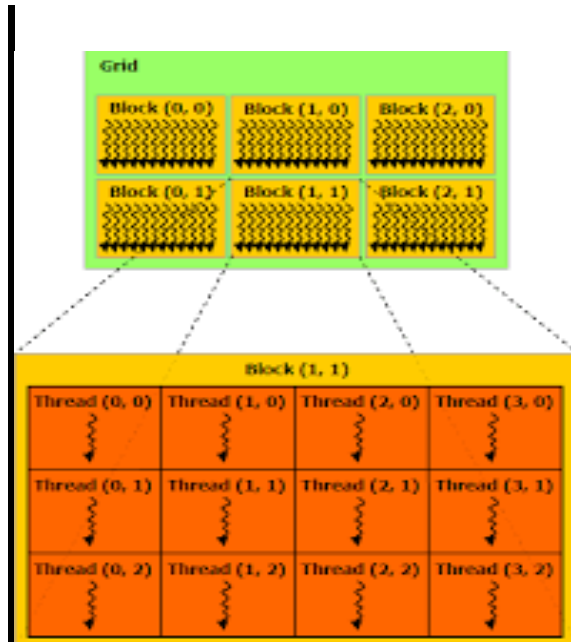 Grid
Block (0, 0) Block (1, 0) Block (2, 0)
Block (0, 1) Block (1, 1) Block (2, 1)
Block (1, 1)
Thread (0, 0) Thread (1, 0) Thread (2, 0) Thread (3, 0)
Thread (0, 1) Thread (1, 1) Thread (2, 1) Thread (3, 1)
Thread (0, 2) Thread (1, 2) Thread (2, 2) Thread (3, 2)